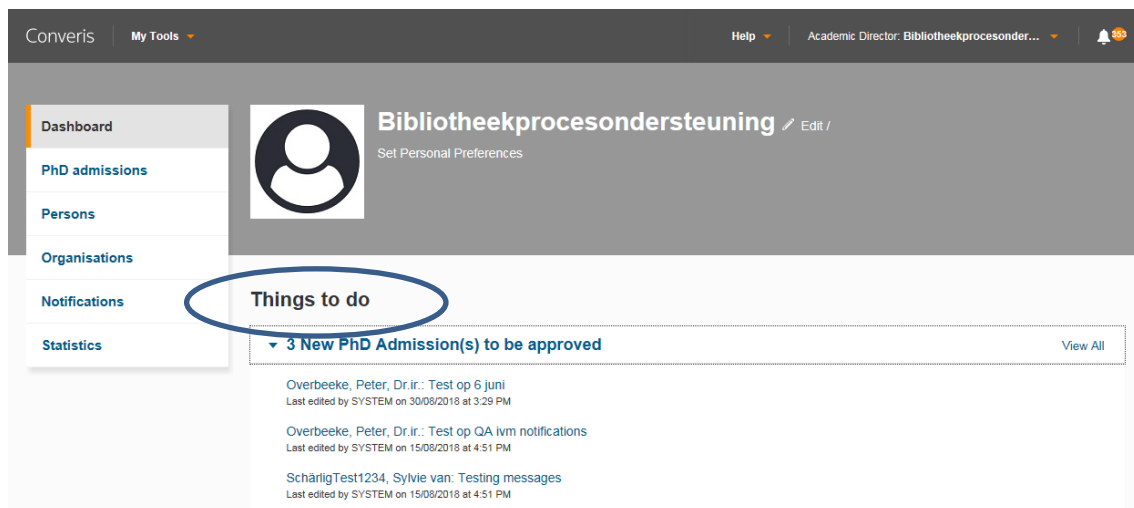 Converis My Tools Help Academic Director: Bibliotheekprocesonder... 353
Dashboard
PhD admissions
Persons
Organisations
Notifications
Statistics
Bibliotheekprocesondersteuning Edit /
Set Personal Preferences
Things to do
3 New PhD Admission(s) to be approved View All
Overbeeke, Peter, Dr.ir.: Test op 6 juni
Last edited by SYSTEM on 30/08/2018 at 3:29 PM
Overbeeke, Peter, Dr.ir.: Test op QA ivm notifications
Last edited by SYSTEM on 15/08/2018 at 4:51 PM
SchärligTest1234, Sylvie van: Testing messages
Last edited by SYSTEM on 15/08/2018 at 4:51 PM